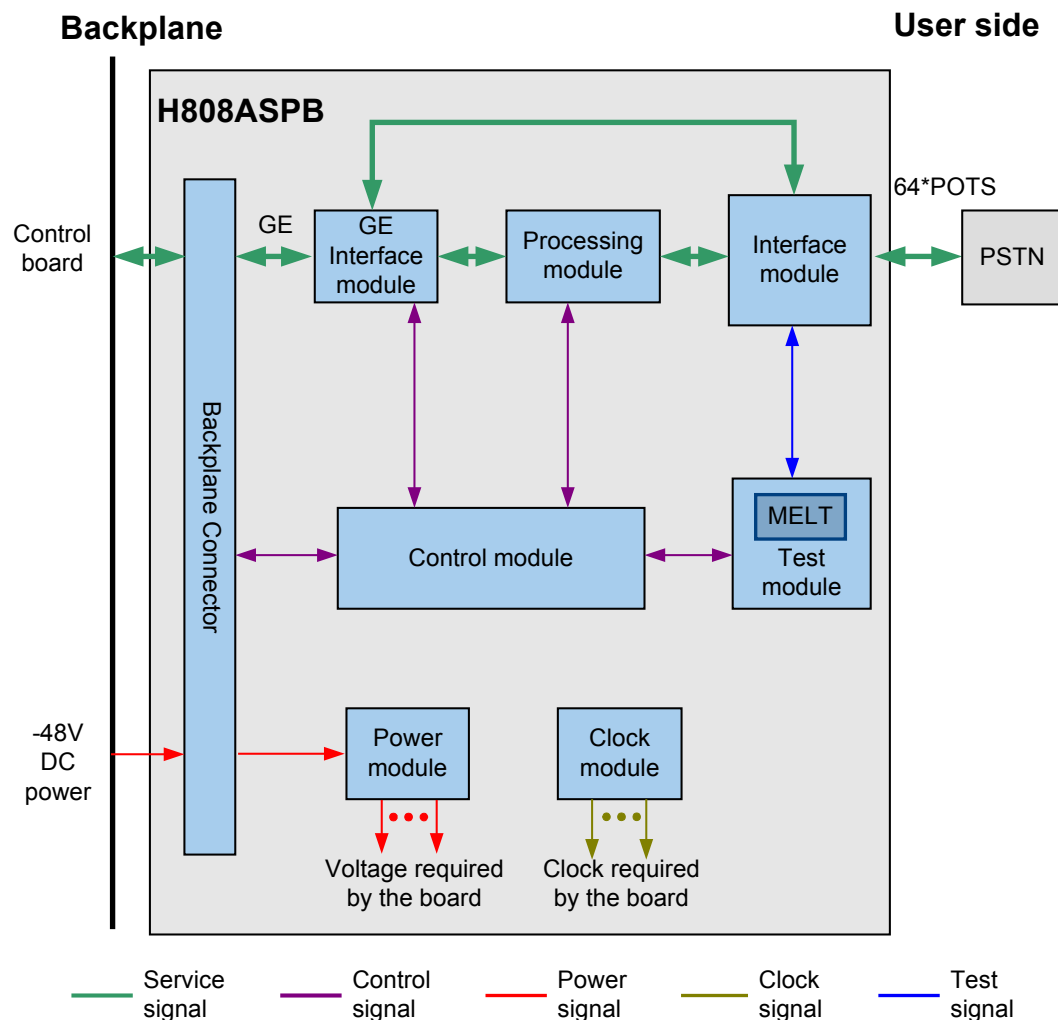 Backplane
User side
H808ASPB
64*POTS
Control
board
GE
GE
Interface
module
Processing
module
Interface
module
PSTN
Backplane Connector
Control module
MELT
Test
module
-48V
DC
power
Power
module
Clock
module
Voltage required
by the board
Clock required
by the board
Service
signal
Control
signal
Power
signal
Clock
signal
Test
signal